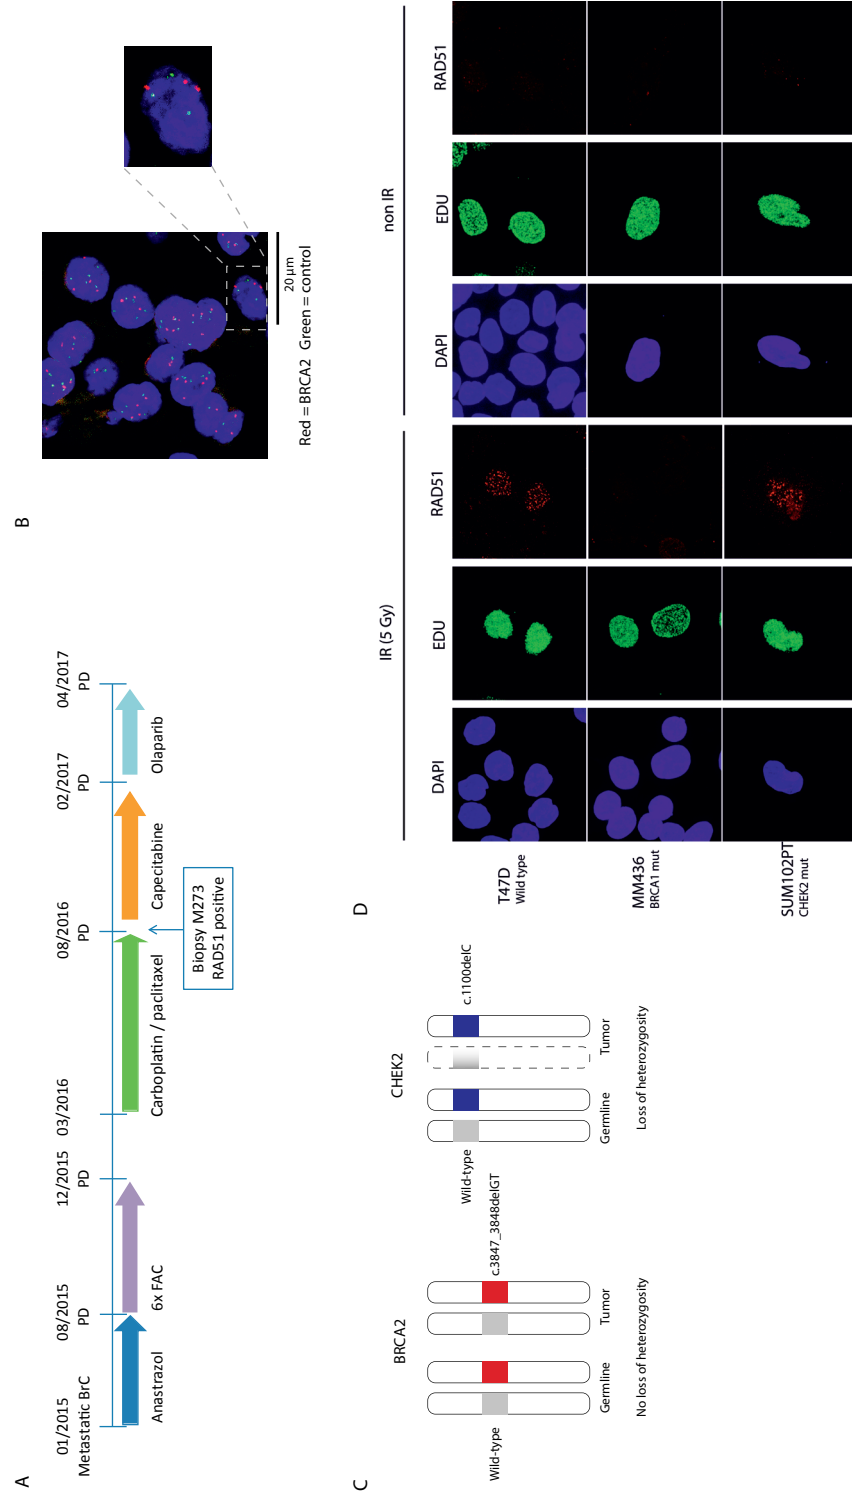 A
01/2015
08/2015
12/2015
03/2016
08/2016
02/2017
04/2017
Metastatic BrC
PD
PD
PD
PD
PD
Anastrazol
6x FAC
Carboplatin / paclitaxel
Capecitabine
Olaparib
Biopsy M273
RAD51 positive
B
20 µm
Red = BRCA2 Green = control
C
BRCA2
CHEK2
Wild-type
c.3847_3848delGT
Wild-type
c.1100delC
Germline
Tumor
Germline
Tumor
No loss of heterozygosity
Loss of heterozygosity
D
IR (5 Gy)
non IR
DAPI
EDU
RAD51
DAPI
EDU
RAD51
T47D
Wild type
MM436
BRCA1 mut
SUM102PT
CHEK2 mut